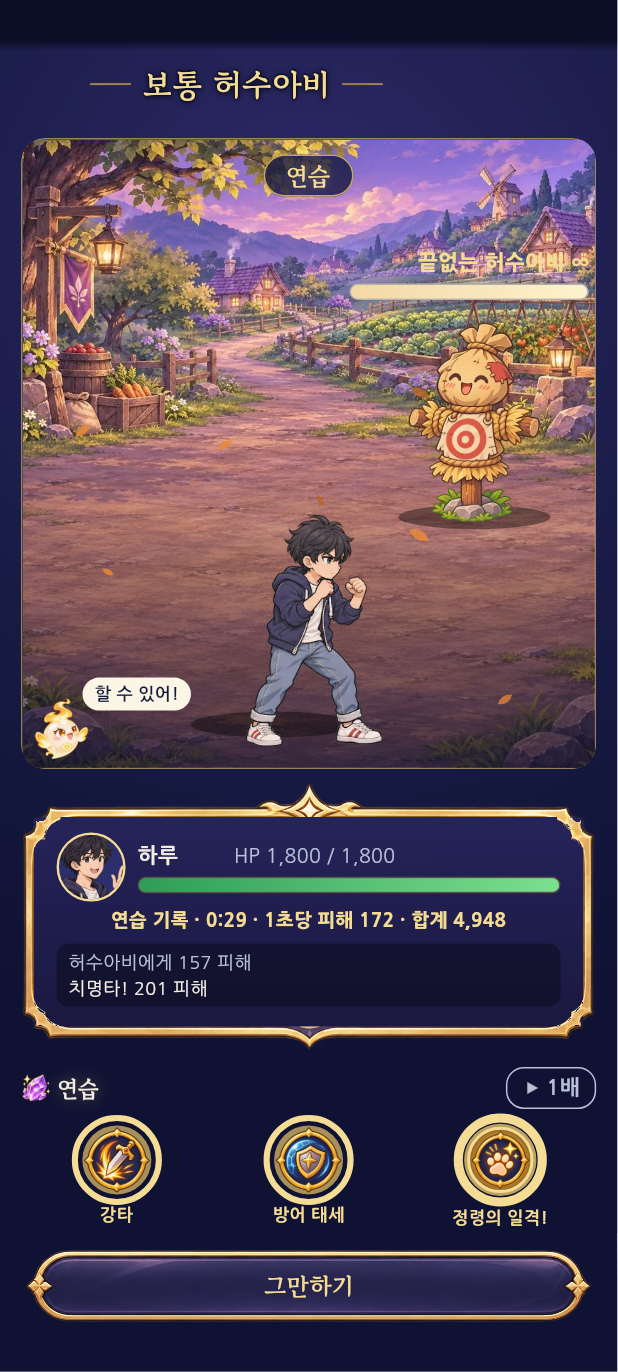 보통 허수아비
연습
끝없는 허수아비 ∞
할 수 있어!
하루 HP 1,800 / 1,800
연습 기록 · 0:29 · 1초당 피해 172 · 합계 4,948
허수아비에게 157 피해
치명타! 201 피해
연습 ▶ 1배
강타 방어 태세 정령의 일격!
그만하기